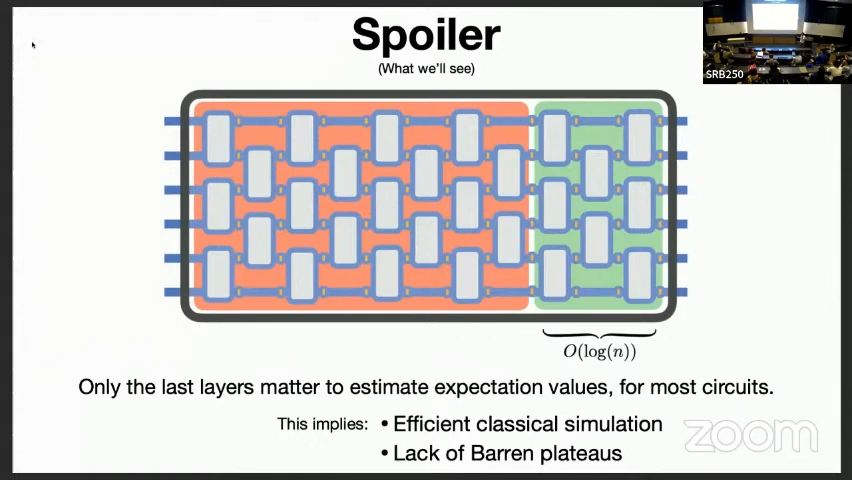 Spoiler
(What we'll see)
SRB250
O(log(n))
Only the last layers matter to estimate expectation values, for most circuits.
This implies: • Efficient classical simulation
• Lack of Barren plateaus
zoom